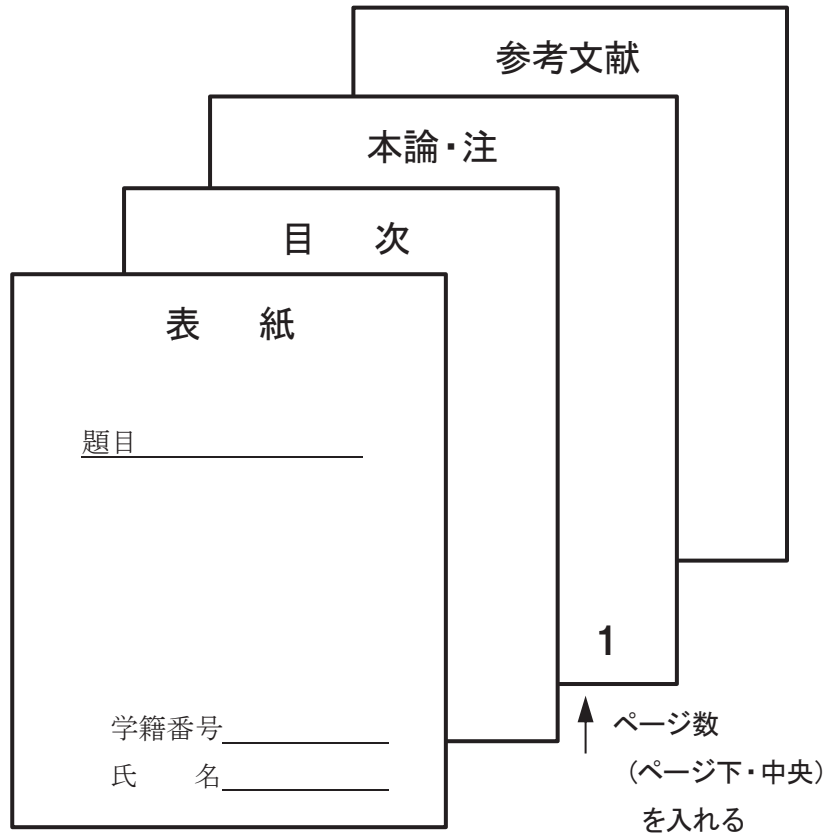 参考文献
本論・注
目　次
表　紙
題目
学籍番号
氏　　名
1
ページ数
（ページ下・中央）
を入れる